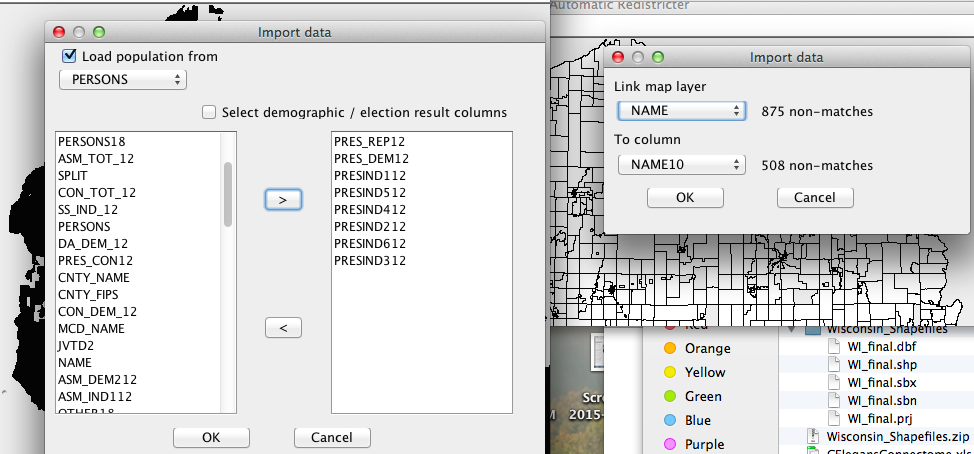 Import data
Load population from
PERSONS
Select demographic / election result columns
PERSONS18
ASM_TOT_12
SPLIT
CON_TOT_12
SS_IND_12
PERSONS
DA_DEM_12
PRES_CON12
CNTY_NAME
CNTY_FIPS
CON_DEM_12
MCD_NAME
JVTD2
NAME
ASM_DEM212
ASM_IND112
OTHER18
>
<
PRES_REP12
PRES_DEM12
PRESIND112
PRESIND512
PRESIND412
PRESIND212
PRESIND612
PRESIND312
OK
Cancel
Automatic Redistricter
Import data
Link map layer
NAME
875 non-matches
To column
NAME10
508 non-matches
OK
Cancel
Red
Orange
Yellow
Green
Blue
Purple
Scre
2015-
Wisconsin_Shapefiles
WI_final.dbf
WI_final.shp
WI_final.sbx
WI_final.sbn
WI_final.prj
Wisconsin_Shapefiles.zip
CElegansConnectome.xls